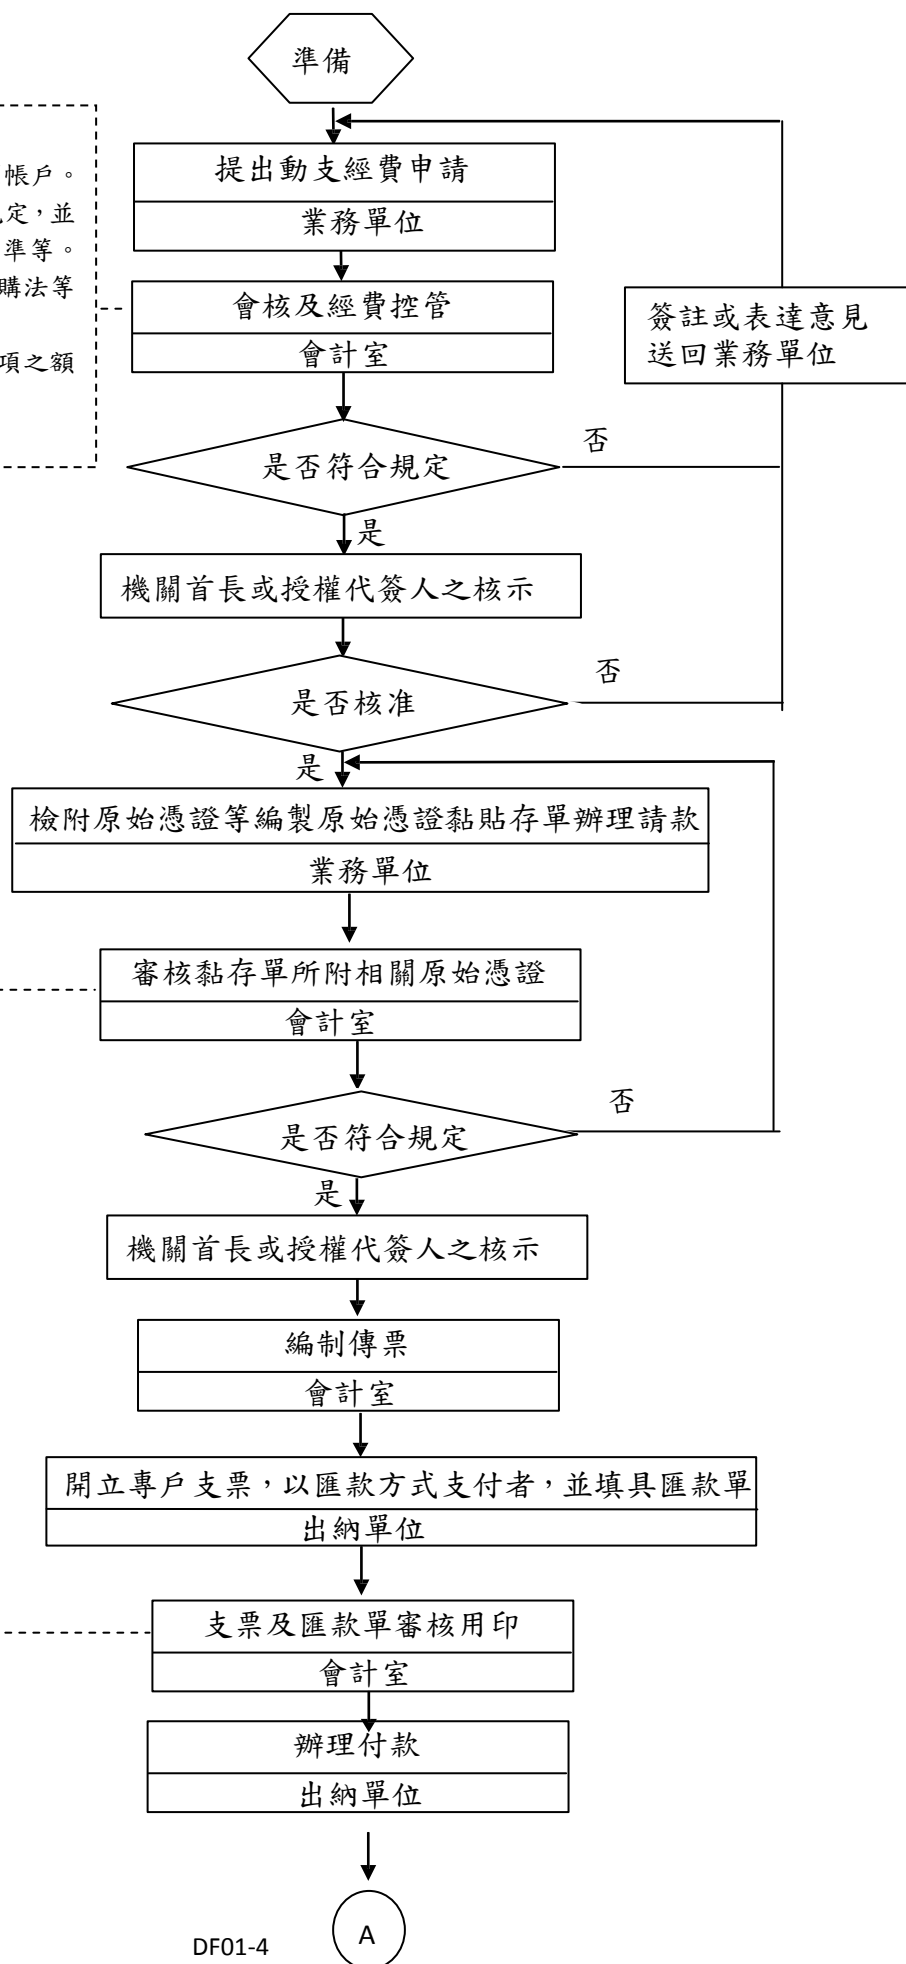 準備
帳戶。
定，並
準等。
購法等
項之額
提出動支經費申請
業務單位
會核及經費控管
會計室
簽註或表達意見
送回業務單位
是否符合規定
否
是
機關首長或授權代簽人之核示
是否核准
否
是
檢附原始憑證等編製原始憑證黏貼存單辦理請款
業務單位
審核黏存單所附相關原始憑證
會計室
是否符合規定
否
是
機關首長或授權代簽人之核示
編制傳票
會計室
開立專戶支票，以匯款方式支付者，並填具匯款單
出納單位
支票及匯款單審核用印
會計室
辦理付款
出納單位
A
DF01-4